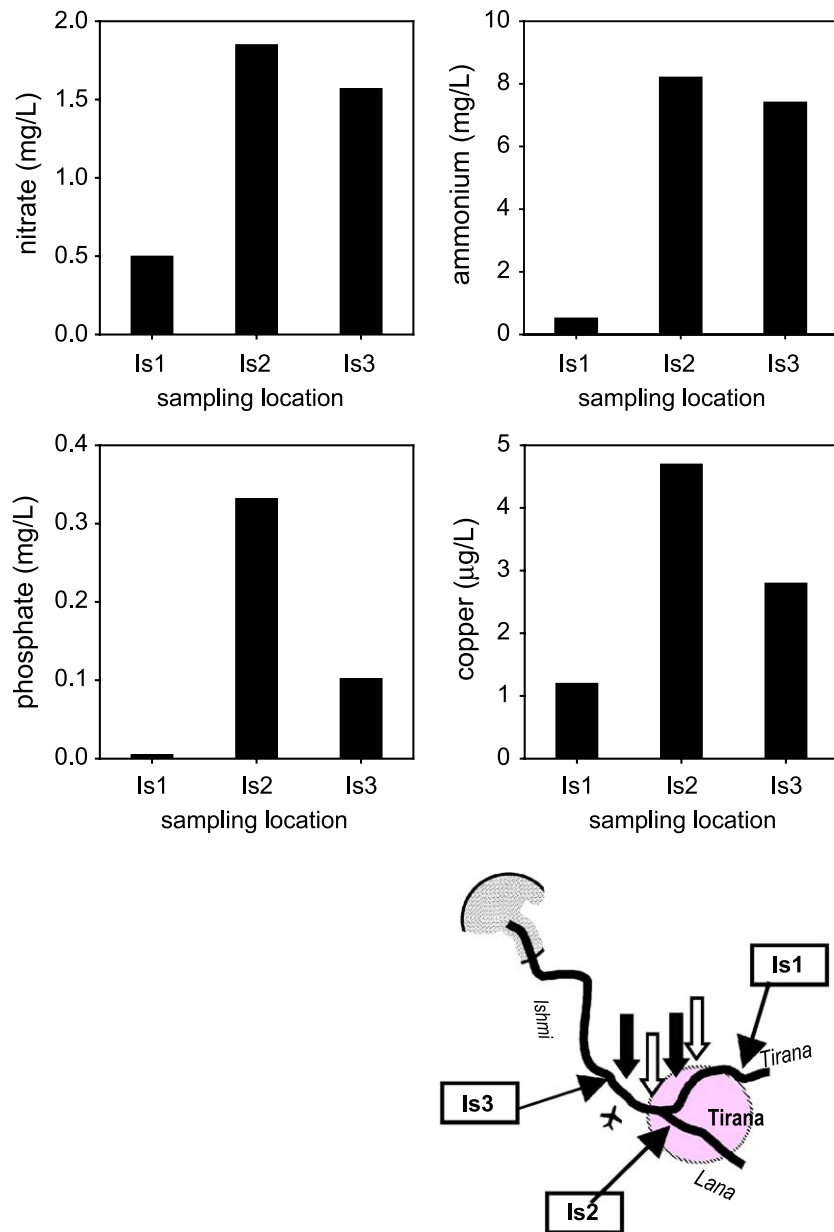 nitrate (mg/L)
2.0
1.5
1.0
0.5
0.0
Is1 Is2 Is3
sampling location
ammonium (mg/L)
10
8
6
4
2
0
Is1 Is2 Is3
sampling location
phosphate (mg/L)
0.4
0.3
0.2
0.1
0.0
Is1 Is2 Is3
sampling location
copper (μg/L)
5
4
3
2
1
0
Is1 Is2 Is3
sampling location
Is1
Ishmi
Tirana
Is3
Tirana
Lana
Is2